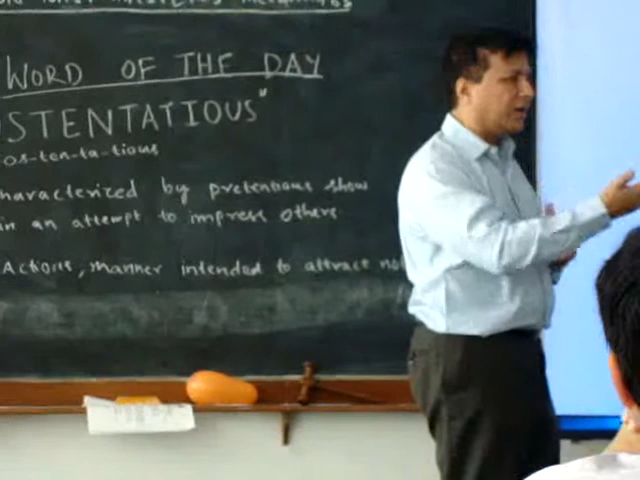 WORD OF THE DAY
STENTATIOUS"
os-ten-ta-tious
characterized by pretentious show
in an attempt to impress others
Actions, manner intended to attract